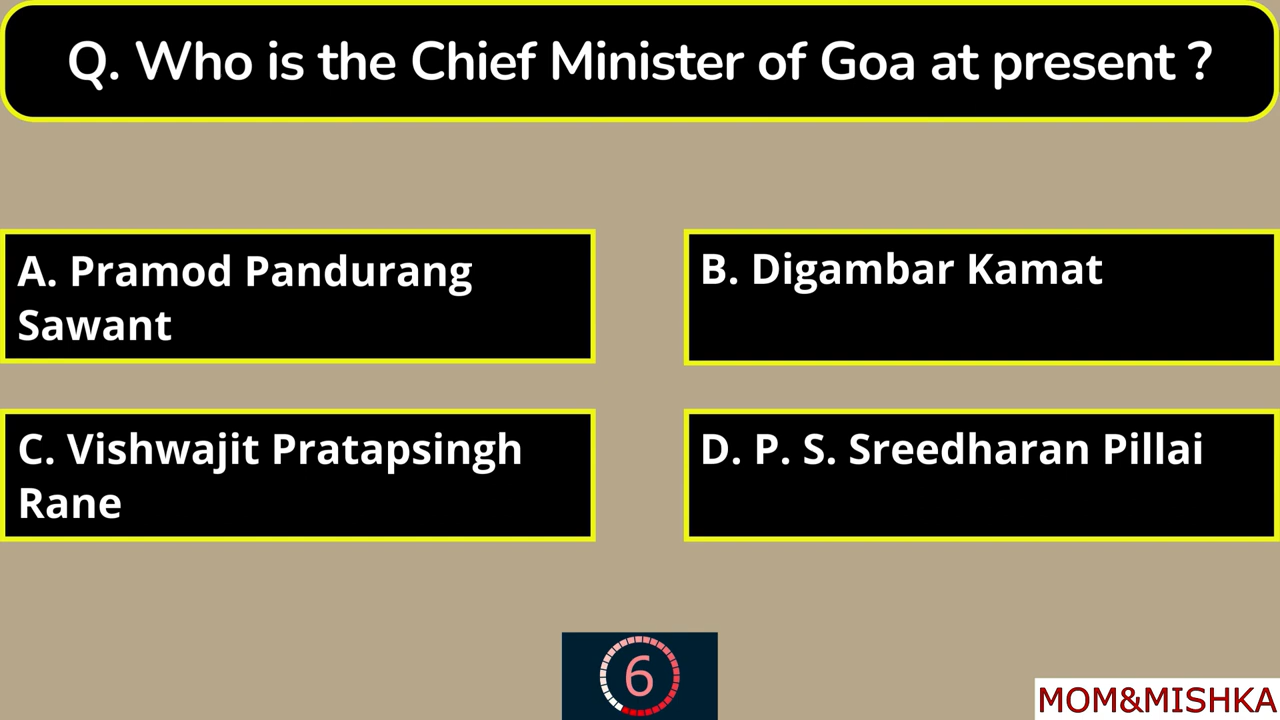 Q. Who is the Chief Minister of Goa at present ?
A. Pramod Pandurang
Sawant
B. Digambar Kamat
C. Vishwajit Pratapsingh
Rane
D. P. S. Sreedharan Pillai
6
MOM&MISHKA